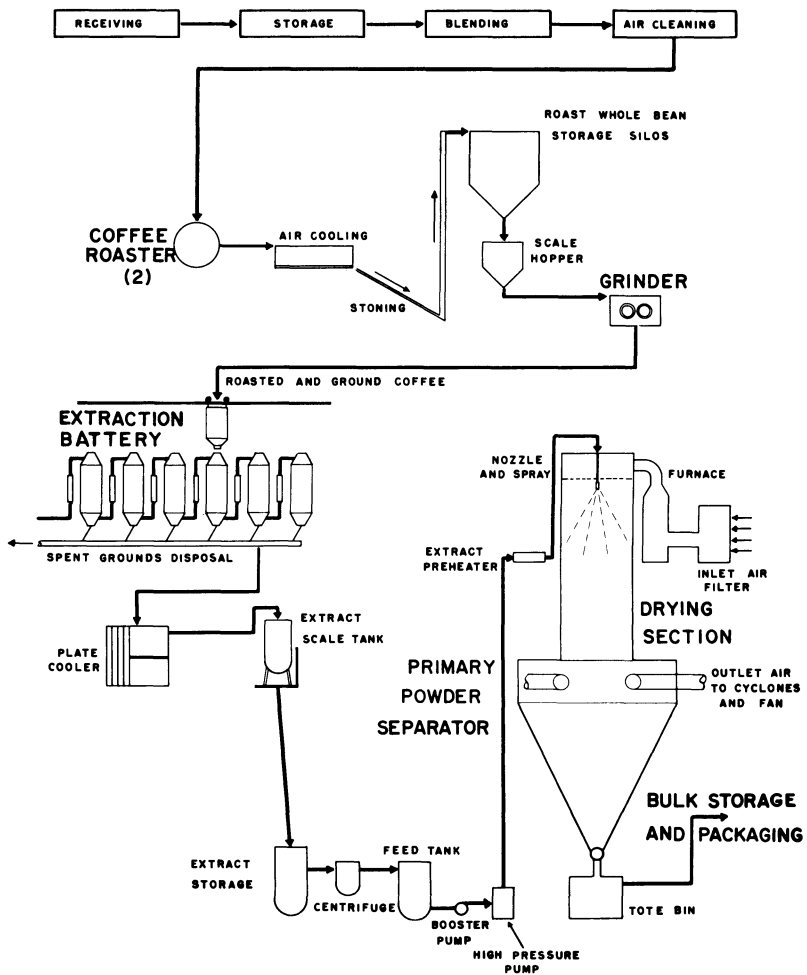 RECEIVING
STORAGE
BLENDING
AIR CLEANING
ROAST WHOLE BEAN
STORAGE SILOS
COFFEE
ROASTER
(2)
AIR COOLING
STONING
SCALE
HOPPER
GRINDER
ROASTED AND GROUND COFFEE
EXTRACTION
BATTERY
SPENT GROUNDS DISPOSAL
NOZZLE
AND SPRAY
FURNACE
EXTRACT
PREHEATER
INLET AIR
FILTER
DRYING
SECTION
PLATE
COOLER
EXTRACT
SCALE TANK
PRIMARY
POWDER
SEPARATOR
OUTLET AIR
TO CYCLONES
AND FAN
BULK STORAGE
AND PACKAGING
EXTRACT
STORAGE
CENTRIFUGE
FEED TANK
BOOSTER
PUMP
HIGH PRESSURE
PUMP
TOTE BIN